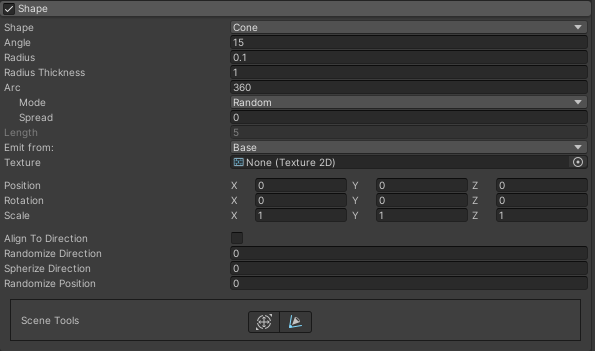 Shape
Shape Cone
Angle 15
Radius 0.1
Radius Thickness 1
Arc 360
Mode Random
Spread 0
Length 5
Emit from: Base
Texture None (Texture 2D)
Position X 0 Y 0 Z 0
Rotation X 0 Y 0 Z 0
Scale X 1 Y 1 Z 1
Align To Direction
Randomize Direction 0
Spherize Direction 0
Randomize Position 0
Scene Tools